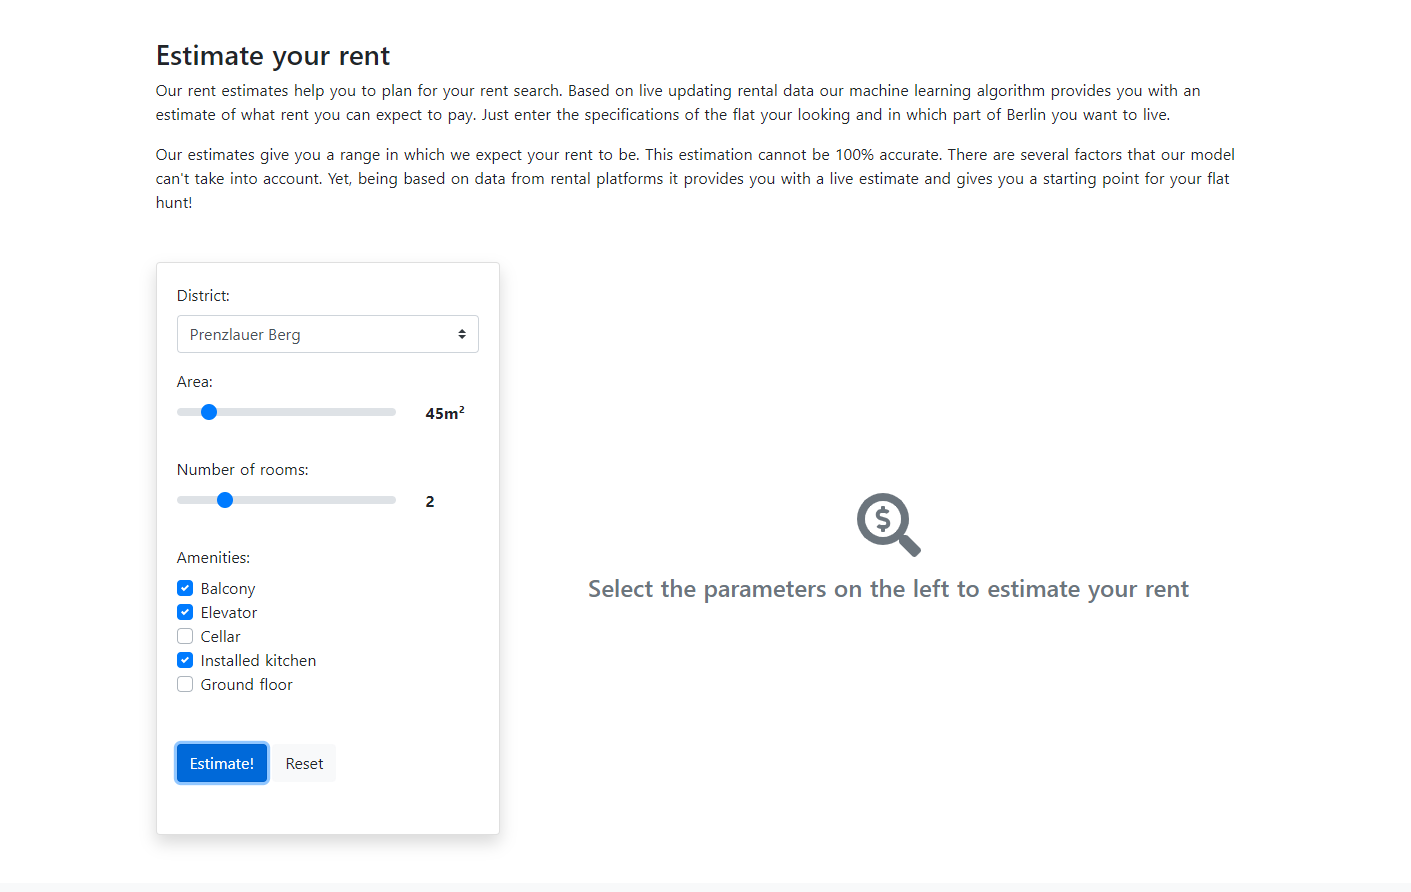 Estimate your rent
Our rent estimates help you to plan for your rent search. Based on live updating rental data our machine learning algorithm provides you with an
estimate of what rent you can expect to pay. Just enter the specifications of the flat your looking and in which part of Berlin you want to live.
Our estimates give you a range in which we expect your rent to be. This estimation cannot be 100% accurate. There are several factors that our model
can't take into account. Yet, being based on data from rental platforms it provides you with a live estimate and gives you a starting point for your flat
hunt!
District:
Prenzlauer Berg
Area:
45m²
Number of rooms:
2
Amenities:
Balcony
Elevator
Cellar
Installed kitchen
Ground floor
Estimate! Reset
$
Select the parameters on the left to estimate your rent